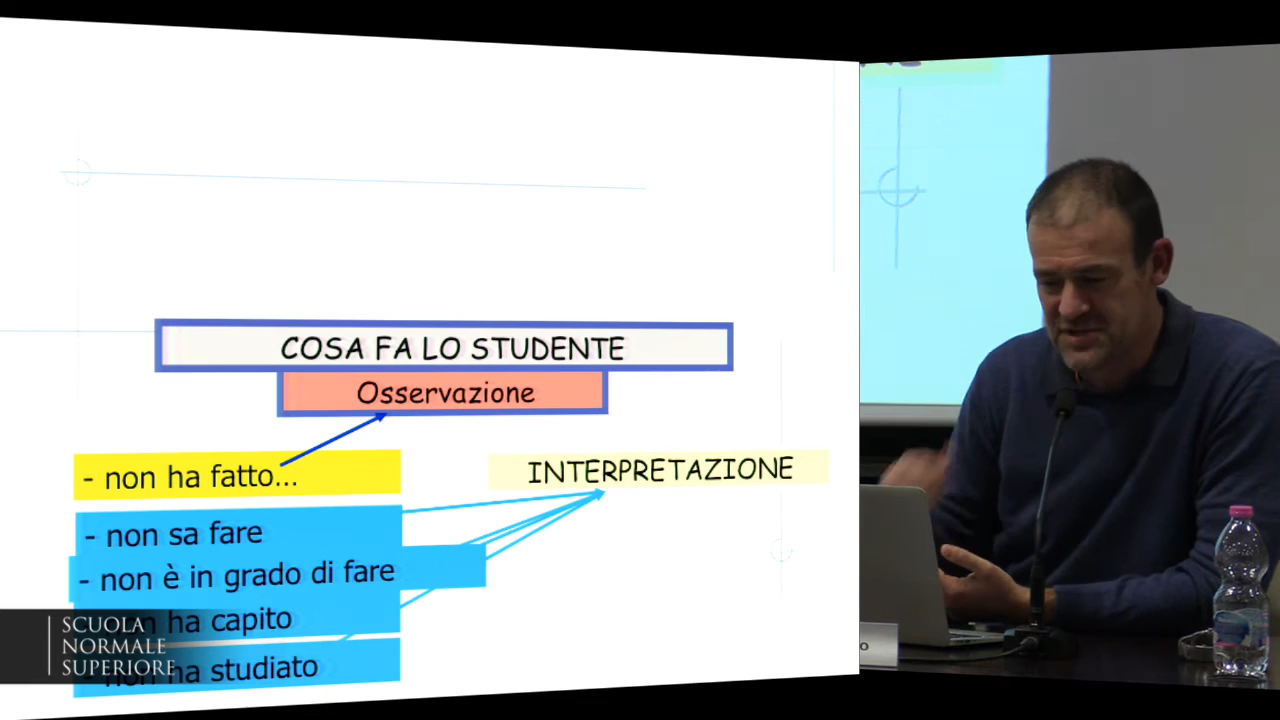 COSA FA LO STUDENTE
Osservazione
- non ha fatto...
INTERPRETAZIONE
- non sa fare
- non è in grado di fare
ha capito
- non ha studiato
SCUOLA
NORMALE
SUPERIORE